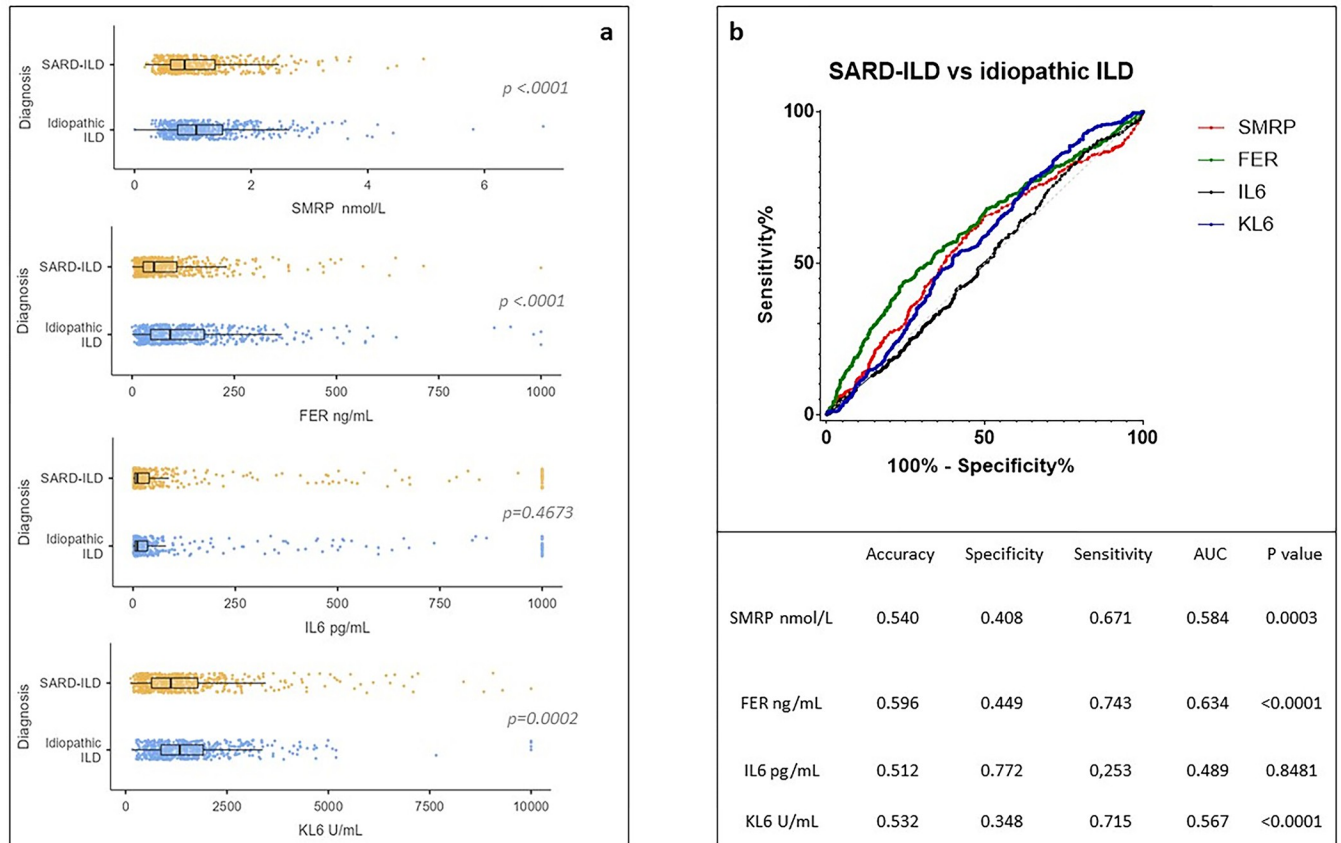 a
SARD-ILD
Idiopathic
ILD
Diagnosis
p <.0001
0 2 4 6
SMRP nmol/L
SARD-ILD
Idiopathic
ILD
Diagnosis
p <.0001
0 250 500 750 1000
FER ng/mL
SARD-ILD
Idiopathic
ILD
Diagnosis
p=0.4673
0 250 500 750 1000
IL6 pg/mL
SARD-ILD
Idiopathic
ILD
Diagnosis
p=0.0002
0 2500 5000 7500 10000
KL6 U/mL
b
SARD-ILD vs idiopathic ILD
100
50
0
Sensitivity%
0 50 100
100% - Specificity%
SMRP
FER
IL6
KL6
Accuracy Specificity Sensitivity AUC P value
SMRP nmol/L 0.540 0.408 0.671 0.584 0.0003
FER ng/mL 0.596 0.449 0.743 0.634 <0.0001
IL6 pg/mL 0.512 0.772 0,253 0.489 0.8481
KL6 U/mL 0.532 0.348 0.715 0.567 <0.0001